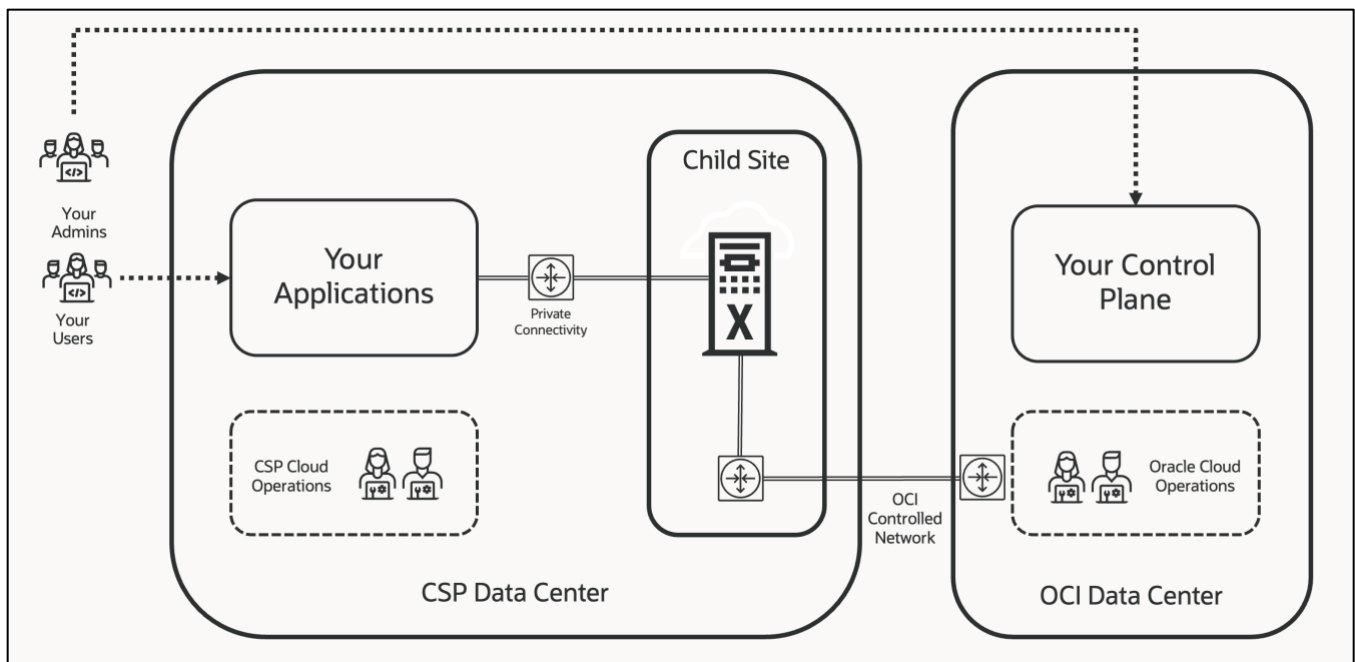 Child Site
Your
Admins
Your
Applications
Your Control
Plane
Private
Connectivity
Your
Users
X
CSP Cloud
Operations
Oracle Cloud
Operations
OCI
Controlled
Network
CSP Data Center
OCI Data Center